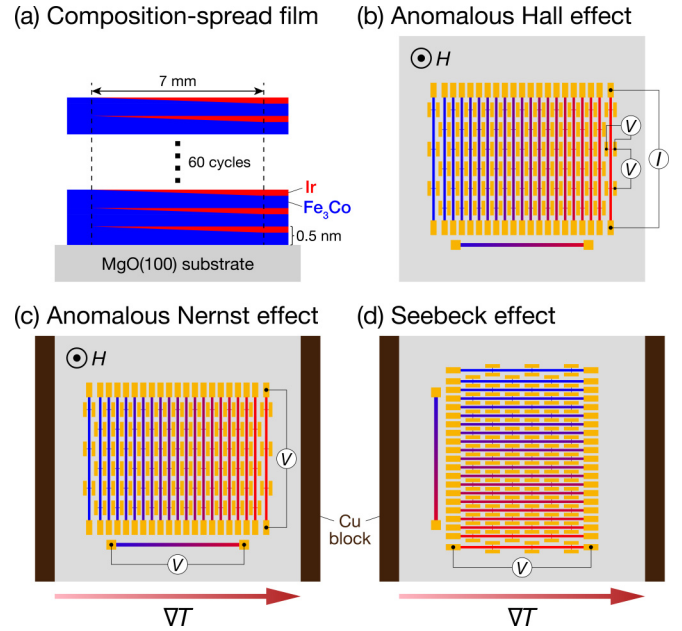 (a) Composition-spread film
7 mm
60 cycles
Ir
Fe₃Co
0.5 nm
MgO(100) substrate
(b) Anomalous Hall effect
H
V
V
I
(c) Anomalous Nernst effect
H
V
V
∇T
Cu
block
(d) Seebeck effect
V
∇T